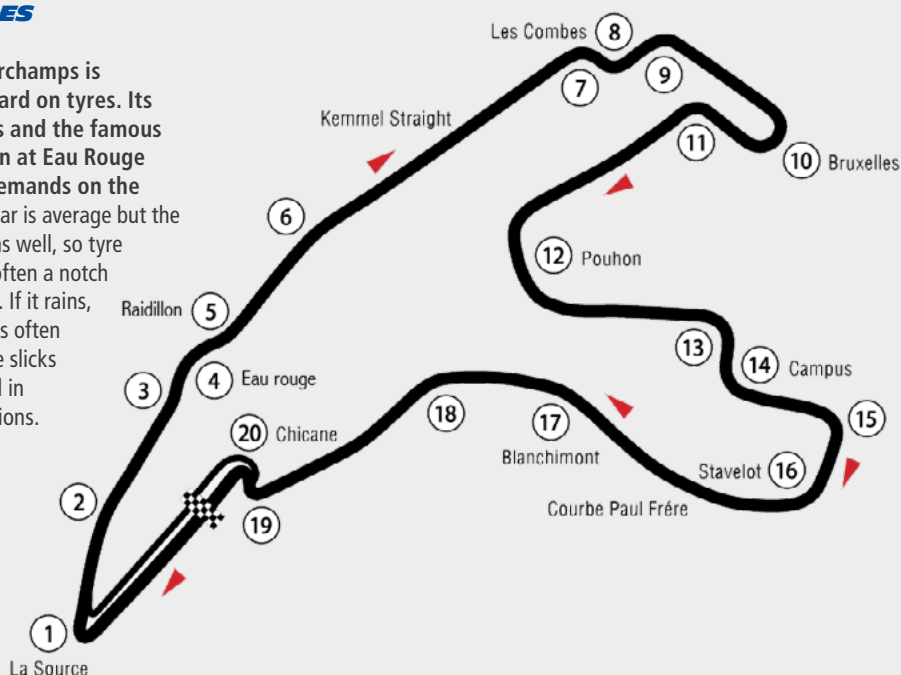 ES
rchamps is
ard on tyres. Its
s and the famous
n at Eau Rouge
emands on the
ar is average but the
as well, so tyre
often a notch
. If it rains,
s often
e slicks
l in
ions.
Les Combes 8
7
9
Kemmel Straight
11
10 Bruxelles
6
12 Pouhon
Raidillon 5
13
14 Campus
3
4 Eau rouge
15
18
17
Blanchimont
20 Chicane
Stavelot 16
2
Courbe Paul Frére
19
1
La Source